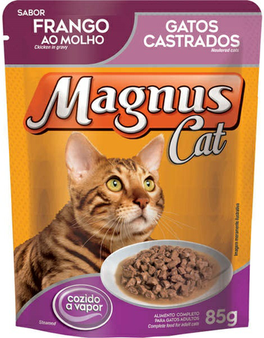 SABOR
FRANGO
AO MOLHO
Chicken in gravy
GATOS
CASTRADOS
Neutered cats
Magnus
Cat
Imagem meramente ilustrativa
cozido
a vapor
Steamed
ALIMENTO COMPLETO
PARA GATOS ADULTOS
Complete food for adult cats
85g